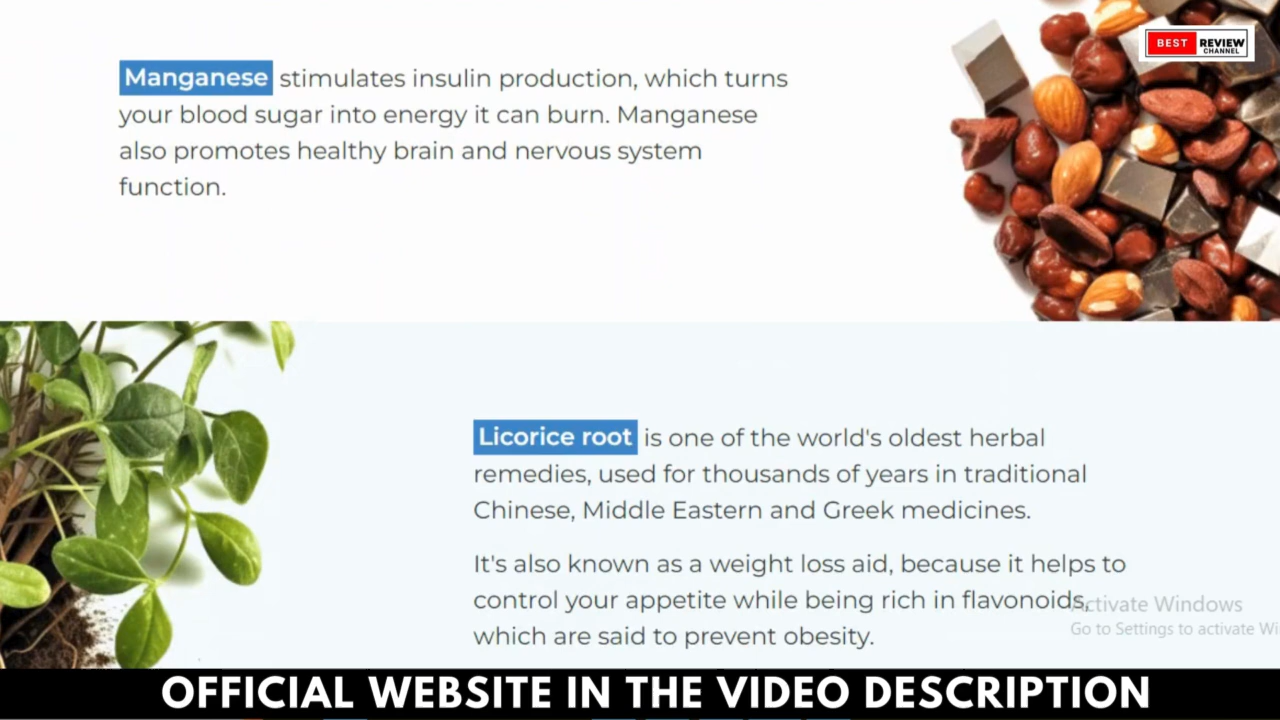 BEST REVIEW
CHANNEL
Manganese stimulates insulin production, which turns
your blood sugar into energy it can burn. Manganese
also promotes healthy brain and nervous system
function.
Licorice root is one of the world's oldest herbal
remedies, used for thousands of years in traditional
Chinese, Middle Eastern and Greek medicines.
It's also known as a weight loss aid, because it helps to
control your appetite while being rich in flavonoids,
which are said to prevent obesity.
Activate Windows
Go to Settings to activate Wi
OFFICIAL WEBSITE IN THE VIDEO DESCRIPTION